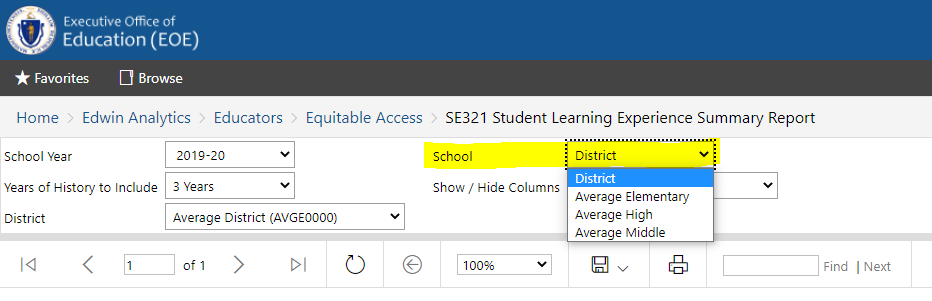 Executive Office of
Education (EOE)
Favorites Browse
Home > Edwin Analytics > Educators > Equitable Access > SE321 Student Learning Experience Summary Report
School Year 2019-20 School District
District
Years of History to Include 3 Years Show / Hide Columns
Average Elementary
Average High
District Average District (AVGE0000)
Average Middle
1 of 1 100% Find | Next